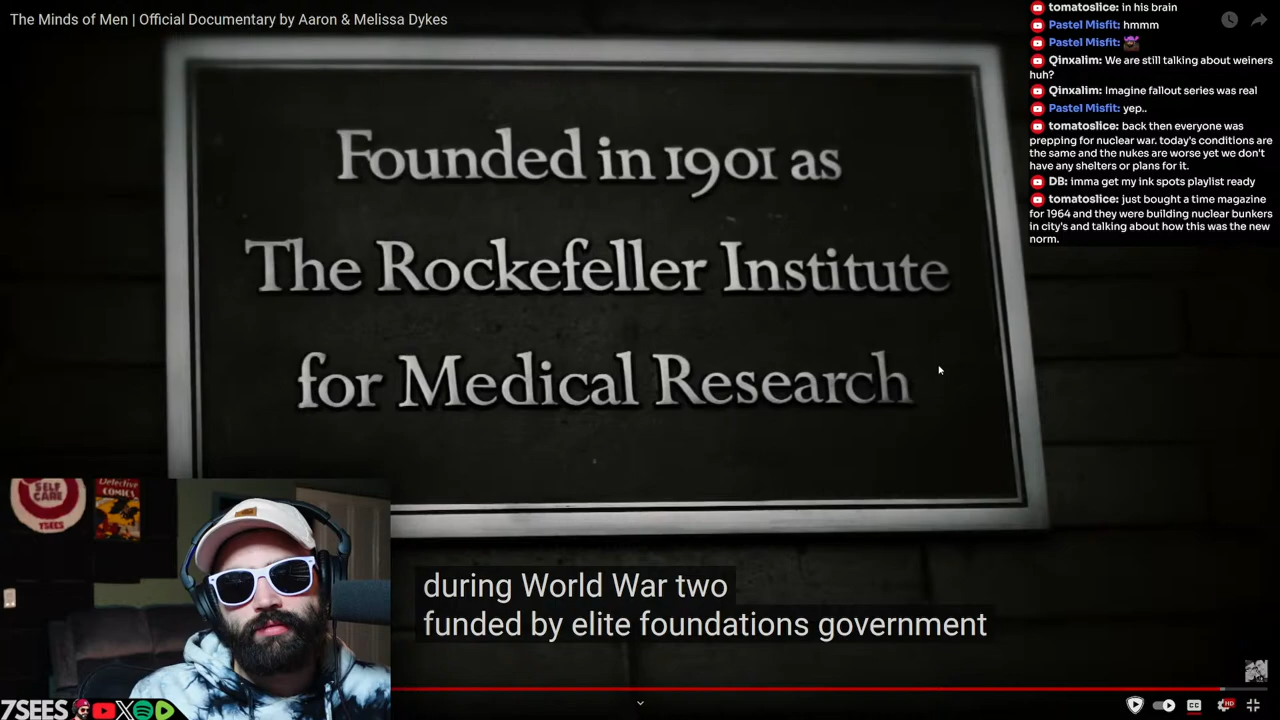 The Minds of Men | Official Documentary by Aaron & Melissa Dykes
Founded in 1901 as
The Rockefeller Institute
for Medical Research
during World War two
funded by elite foundations government
tomatoslice: in his brain
Pastel Misfit: hmmm
Pastel Misfit:
Qinxalim: We are still talking about weiners
huh?
Qinxalim: Imagine fallout series was real
Pastel Misfit: yep..
tomatoslice: back then everyone was
prepping for nuclear war. today's conditions are
the same and the nukes are worse yet we don't
have any shelters or plans for it.
DB: imma get my ink spots playlist ready
tomatoslice: just bought a time magazine
for 1964 and they were building nuclear bunkers
in city's and talking about how this was the new
norm.
SELF
CARE
7SEES
Detective
COMICS
7SEES
CC
HD